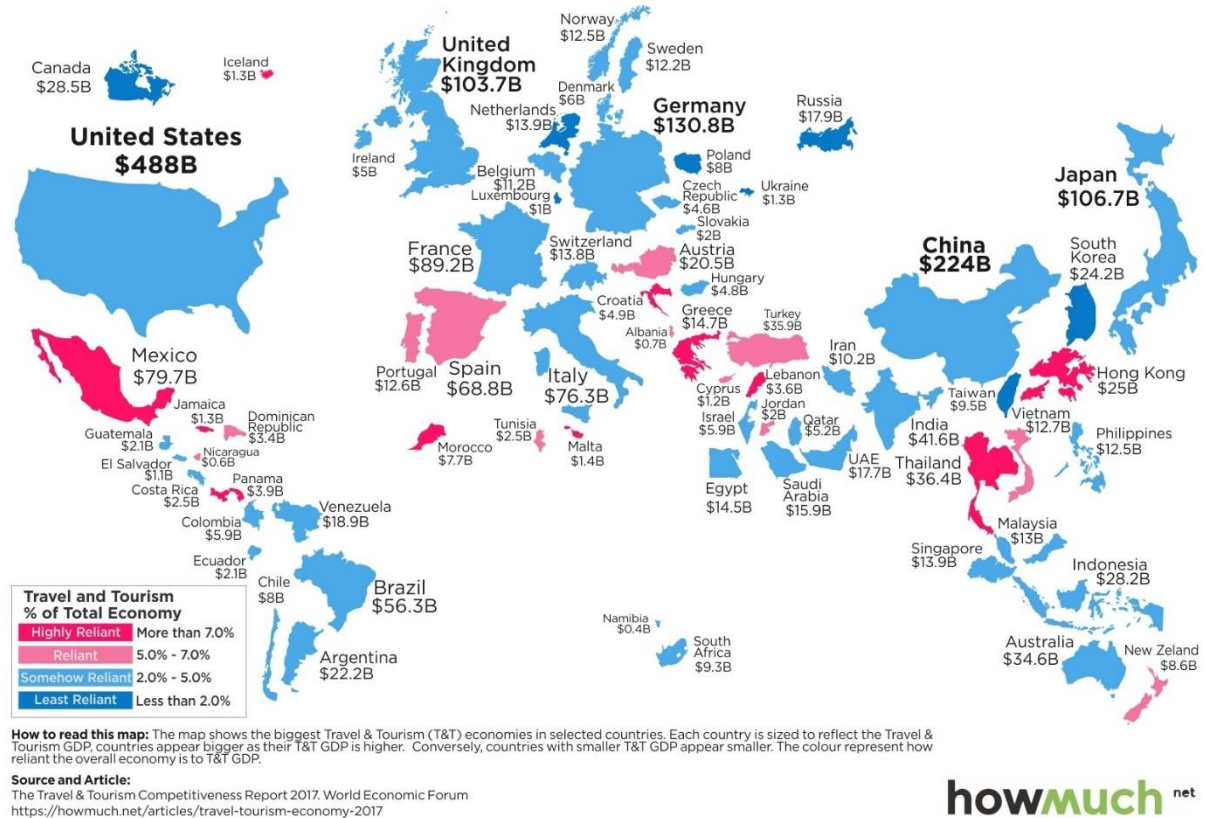 Canada
$28.5B
Iceland
$1.3B
United States
$488B
Mexico
$79.7B
Jamaica
$1.3B
Dominican
Republic
$3.4B
Guatemala
$2.1B
Nicaragua
$0.6B
El Salvador
$1.1B
Costa Rica
$2.5B
Panama
$3.9B
Colombia
$5.9B
Venezuela
$18.9B
Ecuador
$2.1B
Chile
$8B
Brazil
$56.3B
Argentina
$22.2B
Norway
$12.5B
Sweden
$12.2B
United
Kingdom
$103.7B
Denmark
$6B
Netherlands
$13.9B
Germany
$130.8B
Russia
$17.9B
Ireland
$5B
Belgium
$11.2B
Luxembourg
$1B
Poland
$8B
Czech
Republic
$4.6B
Ukraine
$1.3B
Slovakia
$2B
France
$89.2B
Switzerland
$13.8B
Austria
$20.5B
Hungary
$4.8B
Croatia
$4.9B
Greece
$14.7B
Turkey
$35.9B
Albania
$0.7B
Portugal
$12.6B
Spain
$68.8B
Italy
$76.3B
Cyprus
$1.2B
Lebanon
$3.6B
Iran
$10.2B
Morocco
$7.7B
Tunisia
$2.5B
Malta
$1.4B
Israel
$5.9B
Jordan
$2B
Qatar
$5.2B
Egypt
$14.5B
Saudi
Arabia
$15.9B
UAE
$17.7B
Namibia
$0.4B
South
Africa
$9.3B
Japan
$106.7B
China
$224B
South
Korea
$24.2B
Hong Kong
$25B
Taiwan
$9.5B
India
$41.6B
Vietnam
$12.7B
Philippines
$12.5B
Thailand
$36.4B
Malaysia
$13B
Singapore
$13.9B
Indonesia
$28.2B
Australia
$34.6B
New Zeland
$8.6B
Travel and Tourism
% of Total Economy
Highly Reliant More than 7.0%
Reliant 5.0% - 7.0%
Somehow Reliant 2.0% - 5.0%
Least Reliant Less than 2.0%
How to read this map: The map shows the biggest Travel & Tourism (T&T) economies in selected countries. Each country is sized to reflect the Travel &
Tourism GDP, countries appear bigger as their T&T GDP is higher. Conversely, countries with smaller T&T GDP appear smaller. The colour represent how
reliant the overall economy is to T&T GDP.
Source and Article:
The Travel & Tourism Competitiveness Report 2017. World Economic Forum
https://howmuch.net/articles/travel-tourism-economy-2017
howmuch net